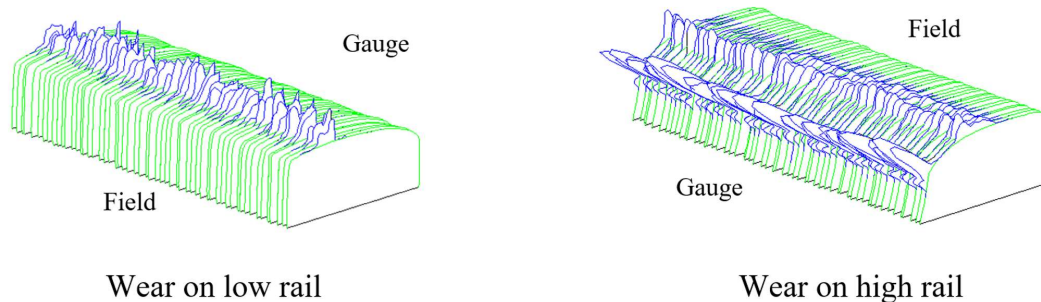 Gauge
Field
Field
Gauge
Wear on low rail
Wear on high rail